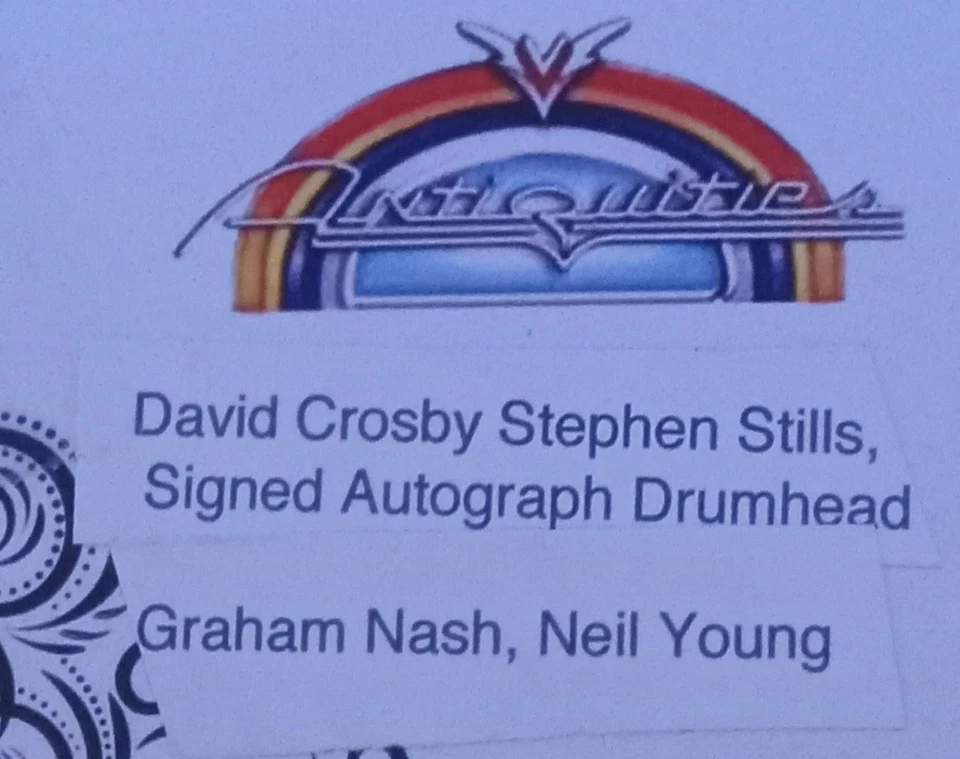 Antiquities
David Crosby Stephen Stills,
Signed Autograph Drumhead
Graham Nash, Neil Young